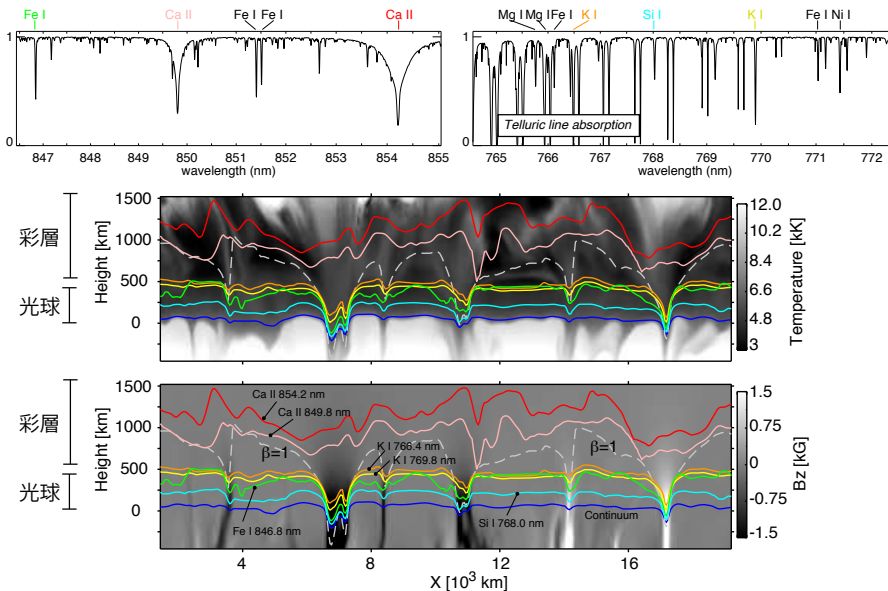 Fe I Ca II Fe I Fe I Ca II Mg I Mg I Fe I K I Si I K I Fe I Ni I
1 1
0 0
Telluric line absorption
847 848 849 850 851 852 853 854 855 765 766 767 768 769 770 771 772
wavelength (nm) wavelength (nm)
彩層
光球
Height [km]
1500
1000
500
0
12.0
10.2
8.4
6.6
4.8
3
Temperature [kK]
彩層
光球
Height [km]
1500
1000
500
0
Ca II 854.2 nm
Ca II 849.8 nm
β=1
K I 766.4 nm
K I 769.8 nm
β=1
Fe I 846.8 nm
Si I 768.0 nm
Continuum
1.5
0.75
0
-0.75
-1.5
Bz [kG]
4 8 12 16
X [10³ km]